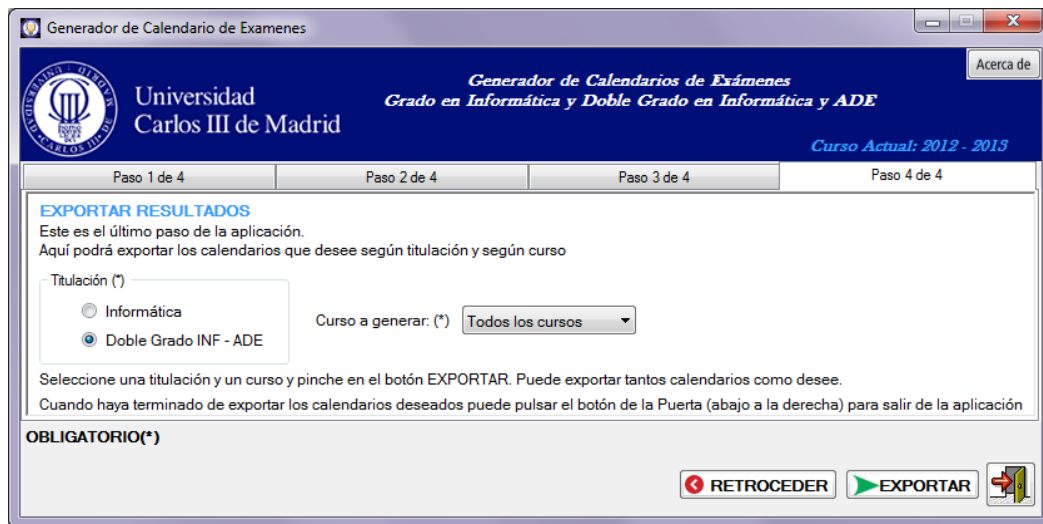 Generador de Calendario de Examenes
Acerca de
Universidad
Carlos III de Madrid
Generador de Calendarios de Exámenes
Grado en Informática y Doble Grado en Informática y ADE
Curso Actual: 2012 - 2013
Paso 1 de 4
Paso 2 de 4
Paso 3 de 4
Paso 4 de 4
EXPORTAR RESULTADOS
Este es el último paso de la aplicación.
Aquí podrá exportar los calendarios que desee según titulación y según curso
Titulación (*)
Informática
Doble Grado INF - ADE
Curso a generar: (*)
Todos los cursos
Seleccione una titulación y un curso y pinche en el botón EXPORTAR. Puede exportar tantos calendarios como desee.
Cuando haya terminado de exportar los calendarios deseados puede pulsar el botón de la Puerta (abajo a la derecha) para salir de la aplicación
OBLIGATORIO(*)
RETROCEDER
EXPORTAR